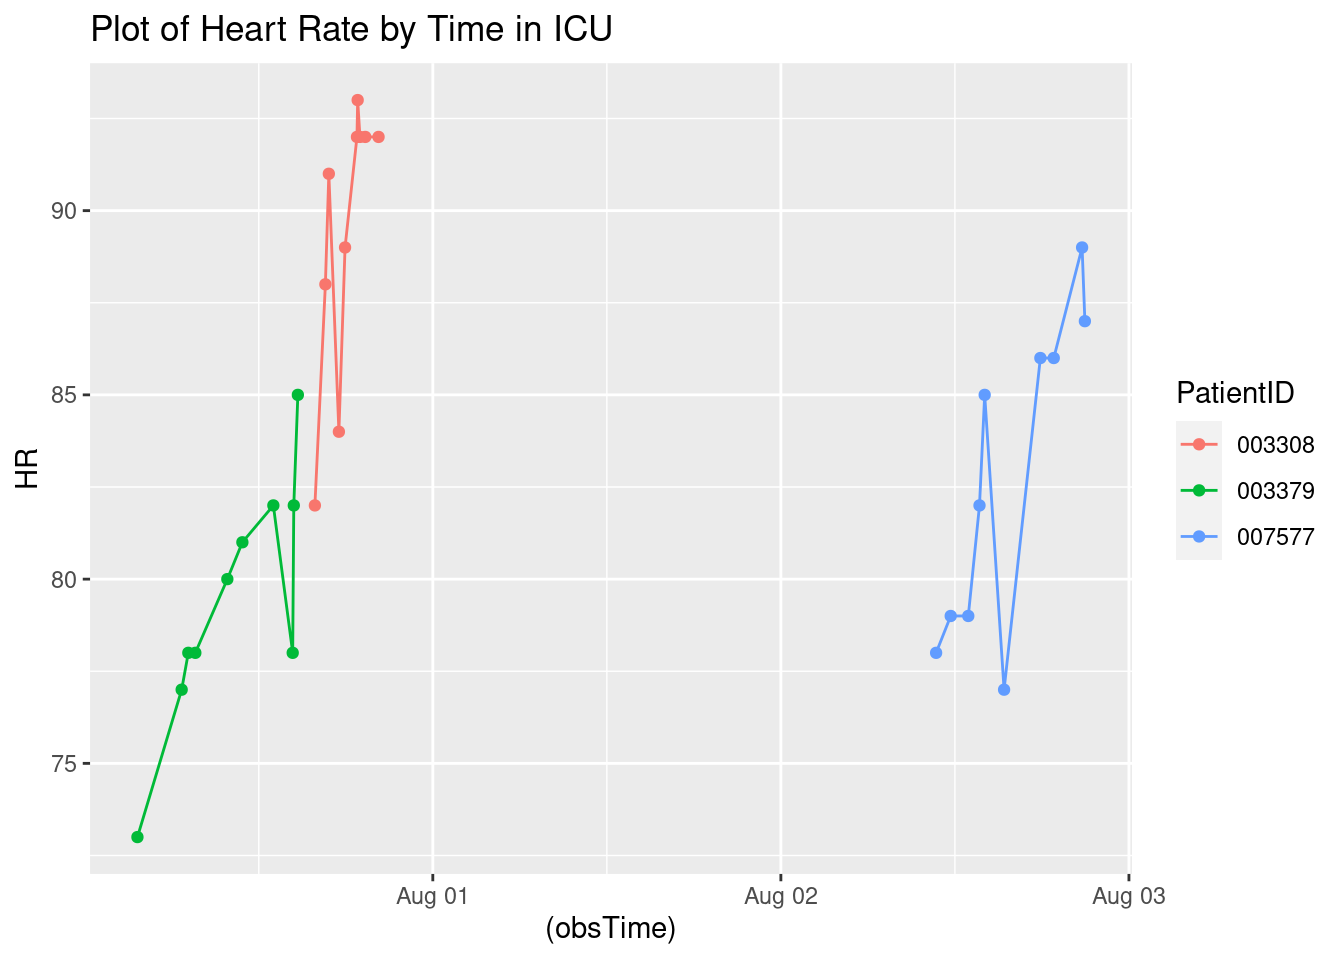 Plot of Heart Rate by Time in ICU
HR
90
85
80
75
Aug 01
Aug 02
Aug 03
(obsTime)
PatientID
003308
003379
007577